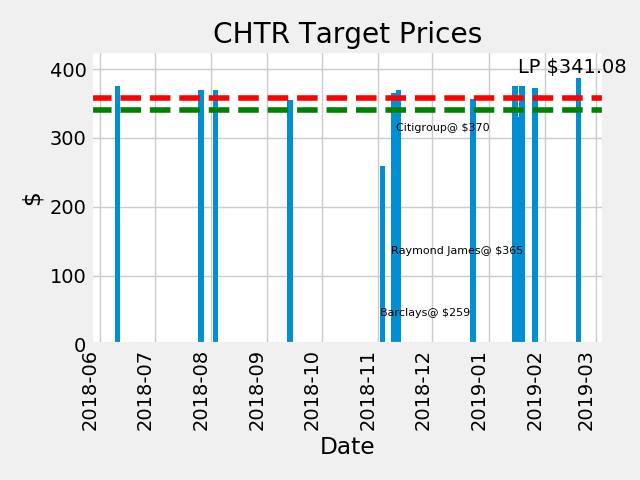 CHTR Target Prices
LP $341.08
400
300
200
100
0
$
Citigroup@ $370
Raymond James@ $365
Barclays@ $259
2018-06
2018-07
2018-08
2018-09
2018-10
2018-11
2018-12
2019-01
2019-02
2019-03
Date